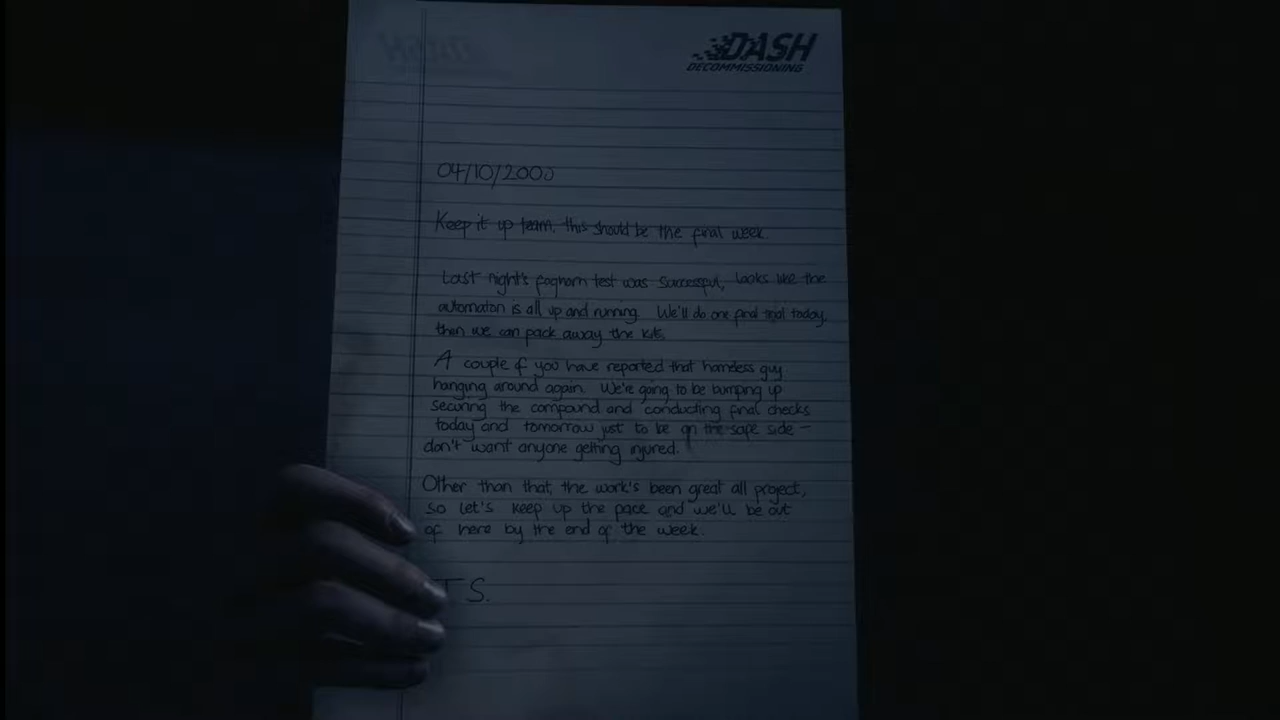 DASH
DECOMMISSIONING
04/10/2000
Keep it up team, this should be the final week.
Last night's foghorn test was successful, looks like the
automaton is all up and running. We'll do one final trial today,
then we can pack away the kit.
A couple of you have reported that homeless guy
hanging around again. We're going to be bumping up
securing the compound and conducting final checks
today and tomorrow just to be on the safe side –
don't want anyone getting injured.
Other than that, the work's been great all project,
so let's keep up the pace and we'll be out
of here by the end of the week.
T S.